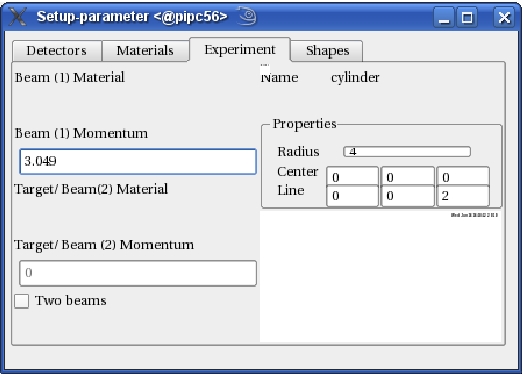 Setup-parameter <@pipc56>
Detectors Materials Experiment Shapes
Beam (1) Material
Name cylinder
Beam (1) Momentum
3.049
Target/ Beam(2) Material
Target/ Beam (2) Momentum
0
Two beams
Properties
Radius 4
Center 0 0 0
Line 0 0 2